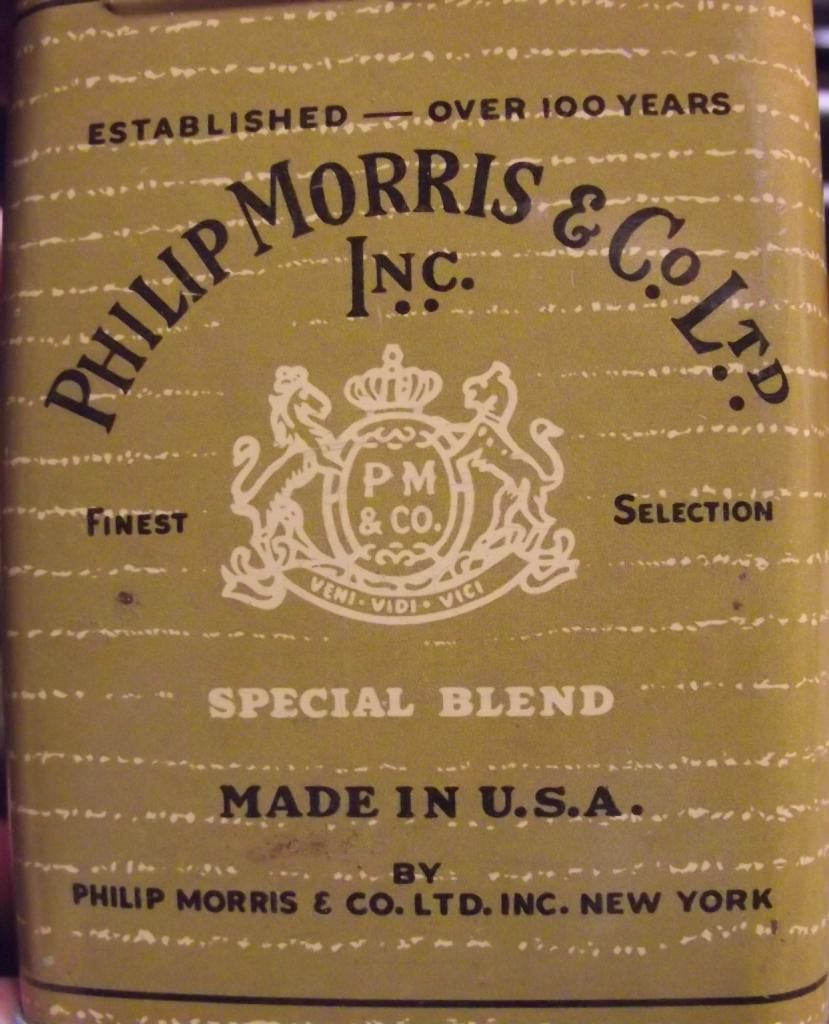 ESTABLISHED — OVER 100 YEARS
PHILIP MORRIS & CO. LTD.
INC.
P M
& CO.
FINEST SELECTION
VENI · VIDI · VICI
SPECIAL BLEND
MADE IN U.S.A.
BY
PHILIP MORRIS & CO. LTD. INC. NEW YORK